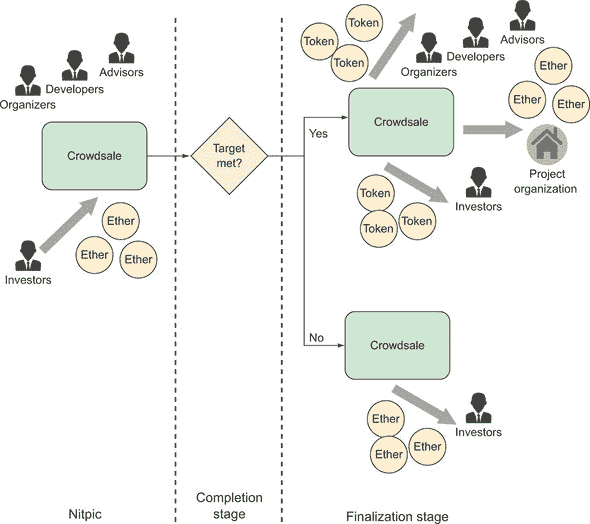 Advisors
Developers
Organizers
Crowdsale
Ether
Ether
Ether
Investors
Nitpic
Target
met?
Completion
stage
Yes
No
Token
Token
Token
Advisors
Developers
Organizers
Crowdsale
Ether
Ether
Ether
Project
organization
Token
Token
Token
Investors
Crowdsale
Ether
Ether
Ether
Investors
Finalization stage